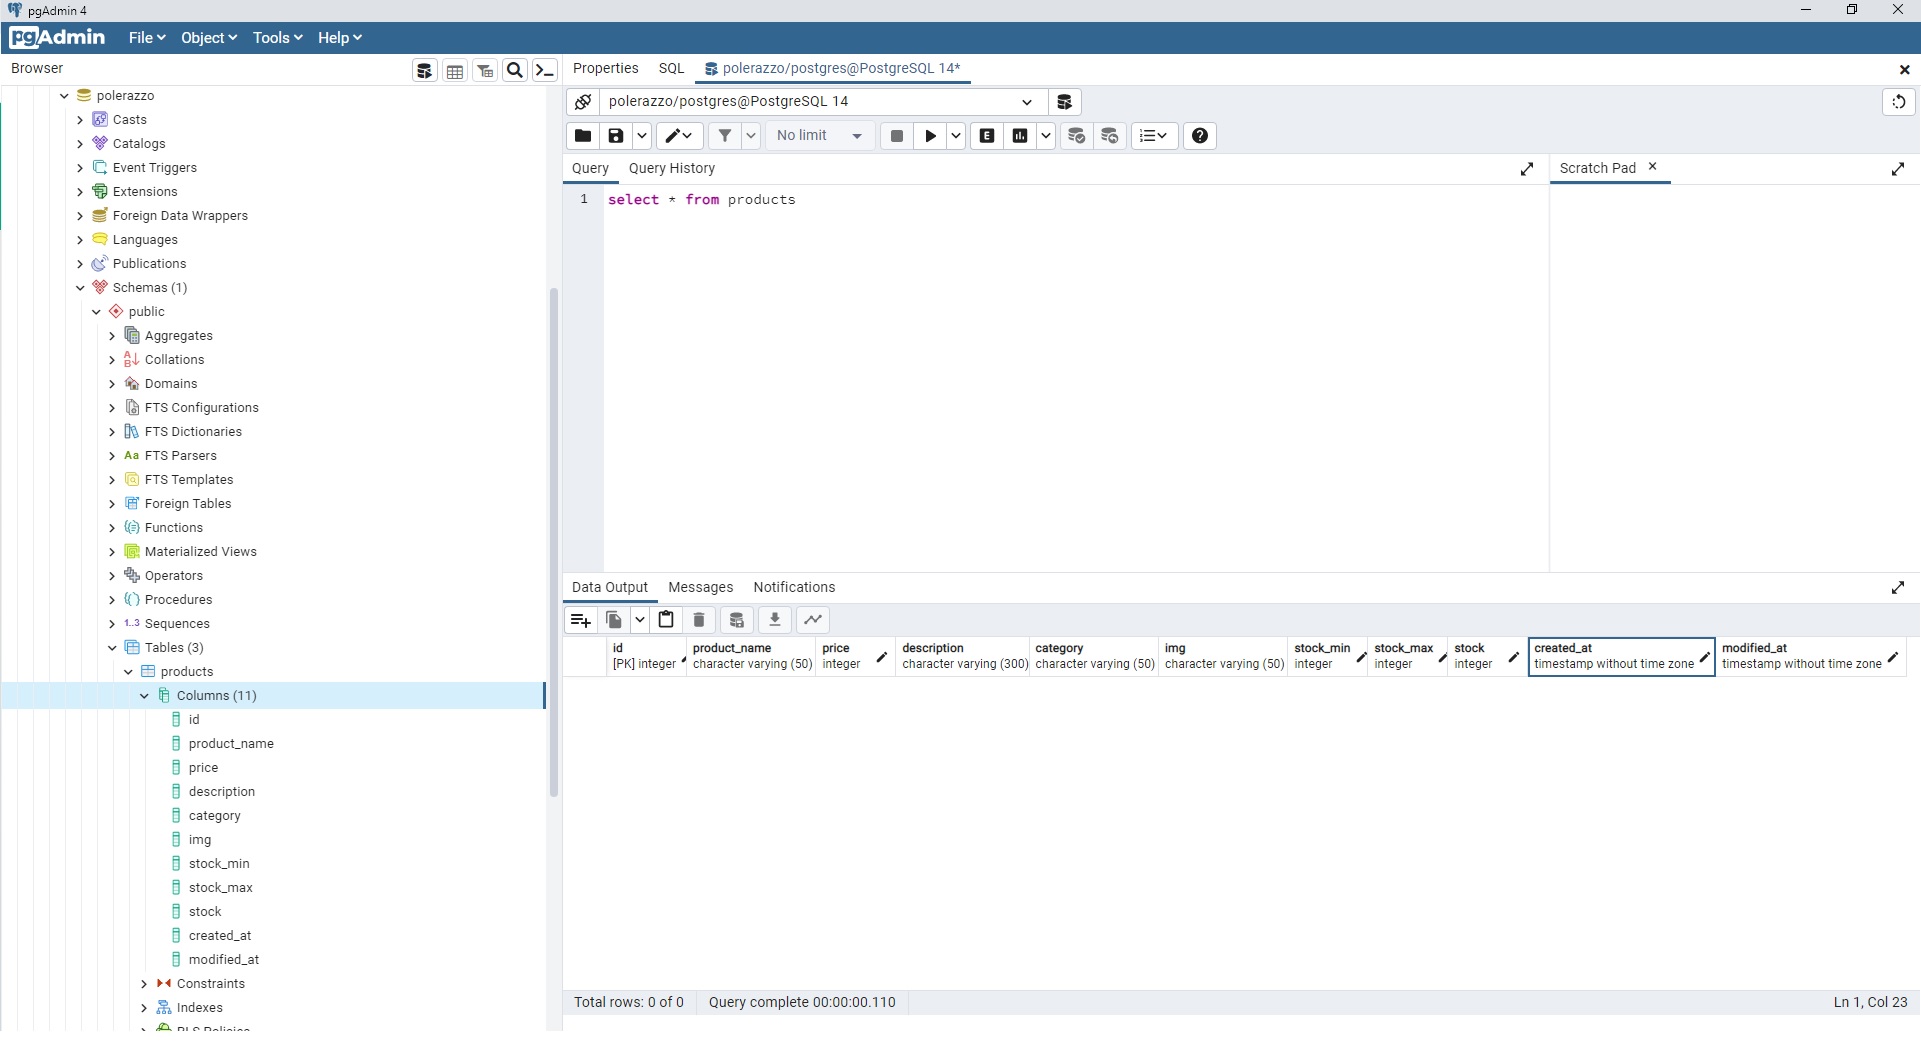 pgAdmin 4
pgAdmin File Object Tools Help
Browser
polerazzo
Casts
Catalogs
Event Triggers
Extensions
Foreign Data Wrappers
Languages
Publications
Schemas (1)
public
Aggregates
Collations
Domains
FTS Configurations
FTS Dictionaries
Aa FTS Parsers
FTS Templates
Foreign Tables
Functions
Materialized Views
Operators
Procedures
1..3 Sequences
Tables (3)
products
Columns (11)
id
product_name
price
description
category
img
stock_min
stock_max
stock
created_at
modified_at
Constraints
Indexes
RLS Policies
Properties SQL polerazzo/postgres@PostgreSQL 14*
polerazzo/postgres@PostgreSQL 14
No limit E
Query Query History
1 select * from products
Scratch Pad
Data Output Messages Notifications
id product_name price description category img stock_min stock_max stock created_at modified_at
[PK] integer character varying (50) integer character varying (300) character varying (50) character varying (50) integer integer integer timestamp without time zone timestamp without time zone
Total rows: 0 of 0 Query complete 00:00:00.110 Ln 1, Col 23